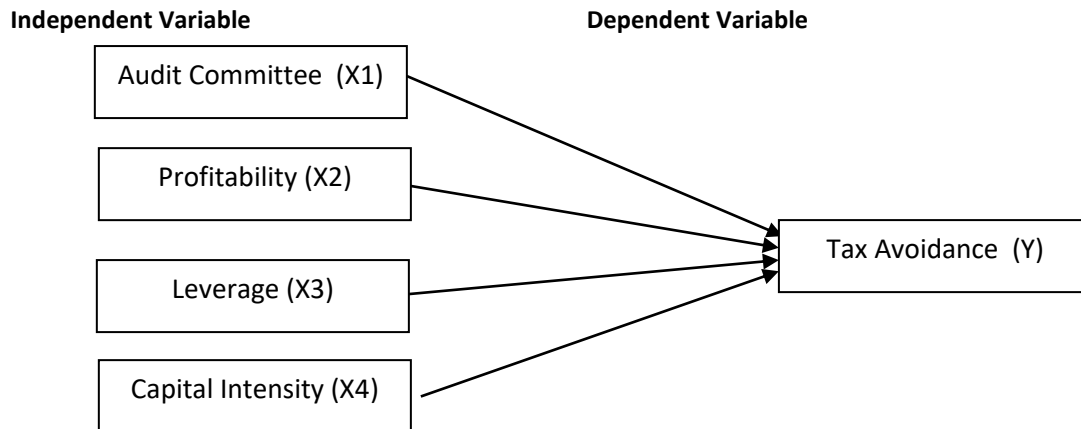 Independent Variable
Dependent Variable
Audit Committee (X1)
Profitability (X2)
Leverage (X3)
Capital Intensity (X4)
Tax Avoidance (Y)